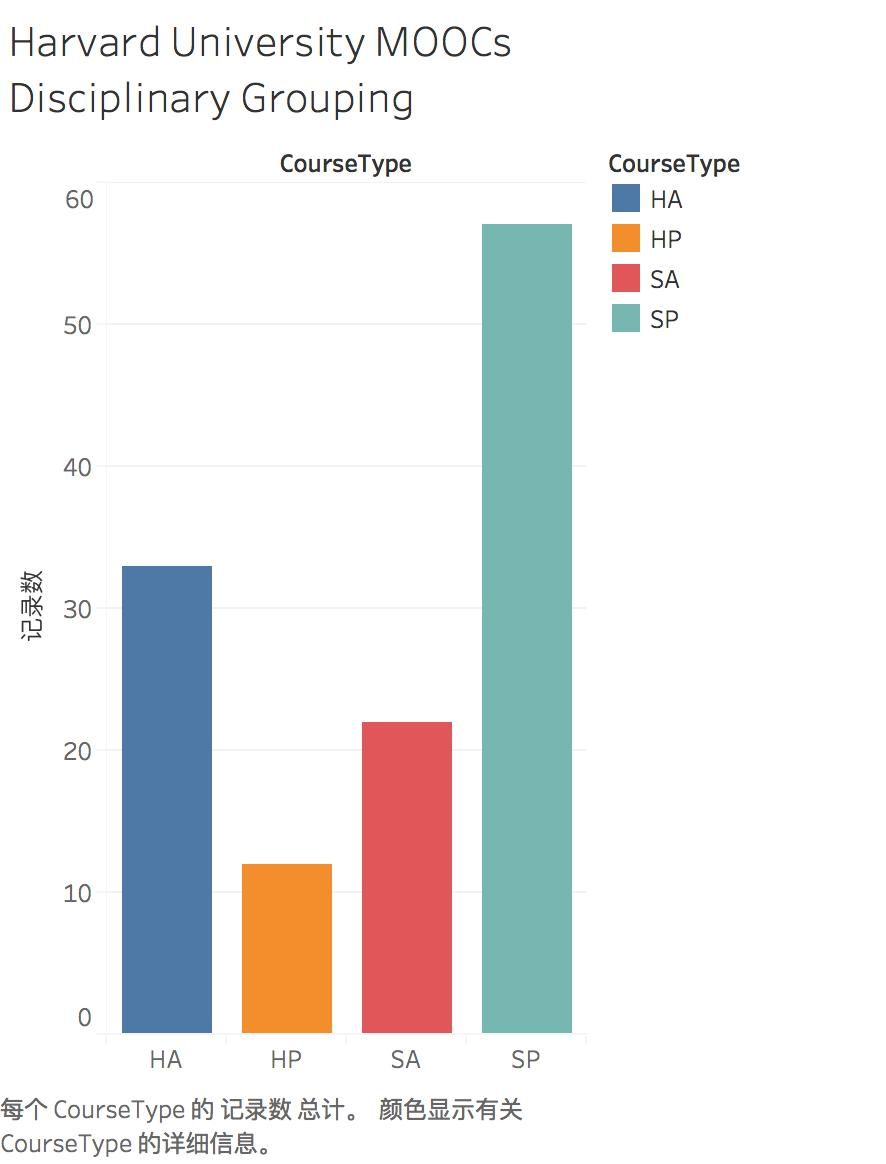 Harvard University MOOCs
Disciplinary Grouping
CourseType
CourseType
HA
HP
SA
SP
60
50
40
30
20
10
0
记录数
HA
HP
SA
SP
每个 CourseType 的 记录数 总计。 颜色显示有关
CourseType 的详细信息。